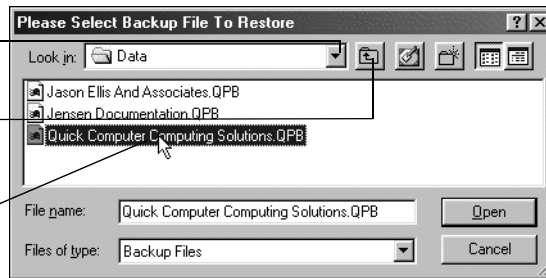 Please Select Backup File To Restore
Look in: Data
Jason Ellis And Associates.QPB
Jensen Documentation.QPB
Quick Computer Computing Solutions.QPB
File name: Quick Computer Computing Solutions.QPB Open
Files of type: Backup Files Cancel